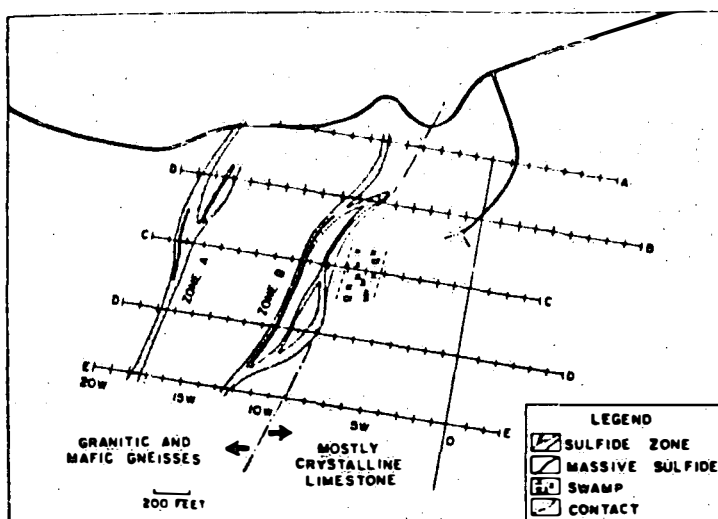 A
D
B
C
C
ZONE A
ZONE B
D
D
E
20W
15W
10W
5W
0
E
GRANITIC AND
MAFIC GNEISSES
MOSTLY
CRYSTALLINE
LIMESTONE
200 FEET
LEGEND
SULFIDE ZONE
MASSIVE SULFIDE
SWAMP
CONTACT